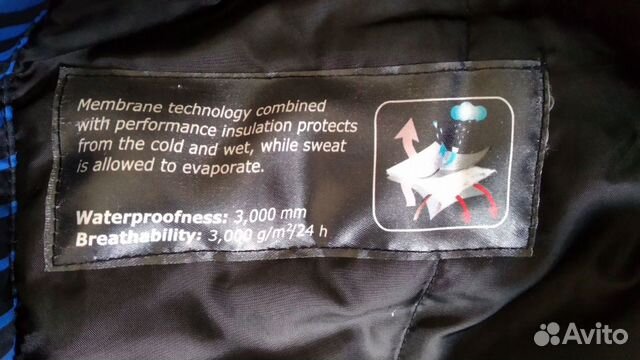 Membrane technology combined
with performance insulation protects
from the cold and wet, while sweat
is allowed to evaporate.
Waterproofness: 3,000 mm
Breathability: 3,000 g/m²/24 h
Avito